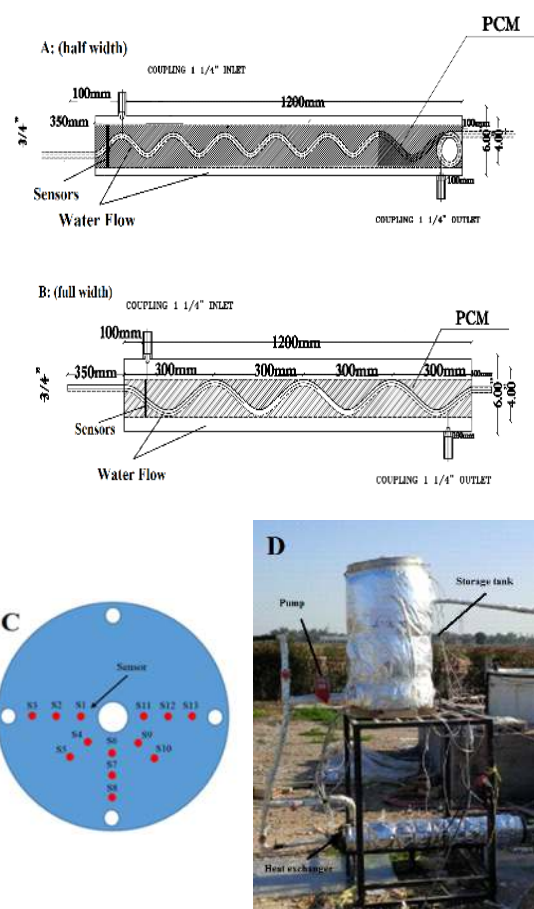 PCM
A; (half width)
COUPLING 1 1/4" INLET
100mm
1200mm
350mm
100mm
3/4"
6.00
4.00
Sensors
100mm
Water Flow
COUPLING 1 1/4" OUTLET
B; (full width)
COUPLING 1 1/4" INLET
PCM
100mm
1200mm
350mm
300mm
300mm
300mm
300mm
100mm
3/4"
6.00
4.00
Sensors
100mm
Water Flow
COUPLING 1 1/4" OUTLET
C
Sensor
S3 S2 S1 S11 S12 S13
S4 S6 S9
S5 S7 S10
S8
D
Storage tank
Pump
Heat exchanger